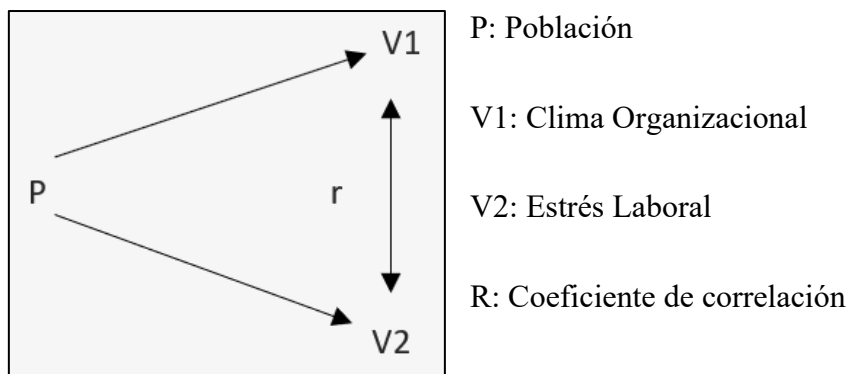 V1
P
r
V2
P: Población
V1: Clima Organizacional
V2: Estrés Laboral
R: Coeficiente de correlación